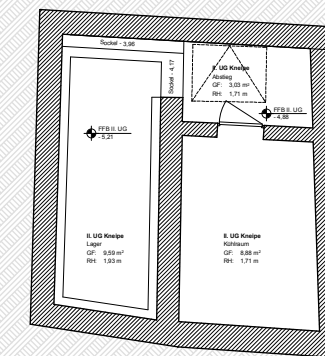 Sockel - 3,96
Sockel - 4,17
II. UG Kneipe
Abstieg
GF: 3,03 m²
RH: 1,71 m
FFB II. UG
- 4,88
FFB II. UG
- 5,21
II. UG Kneipe
Lager
GF: 9,59 m²
RH: 1,93 m
II. UG Kneipe
Kühlraum
GF: 8,88 m²
RH: 1,71 m